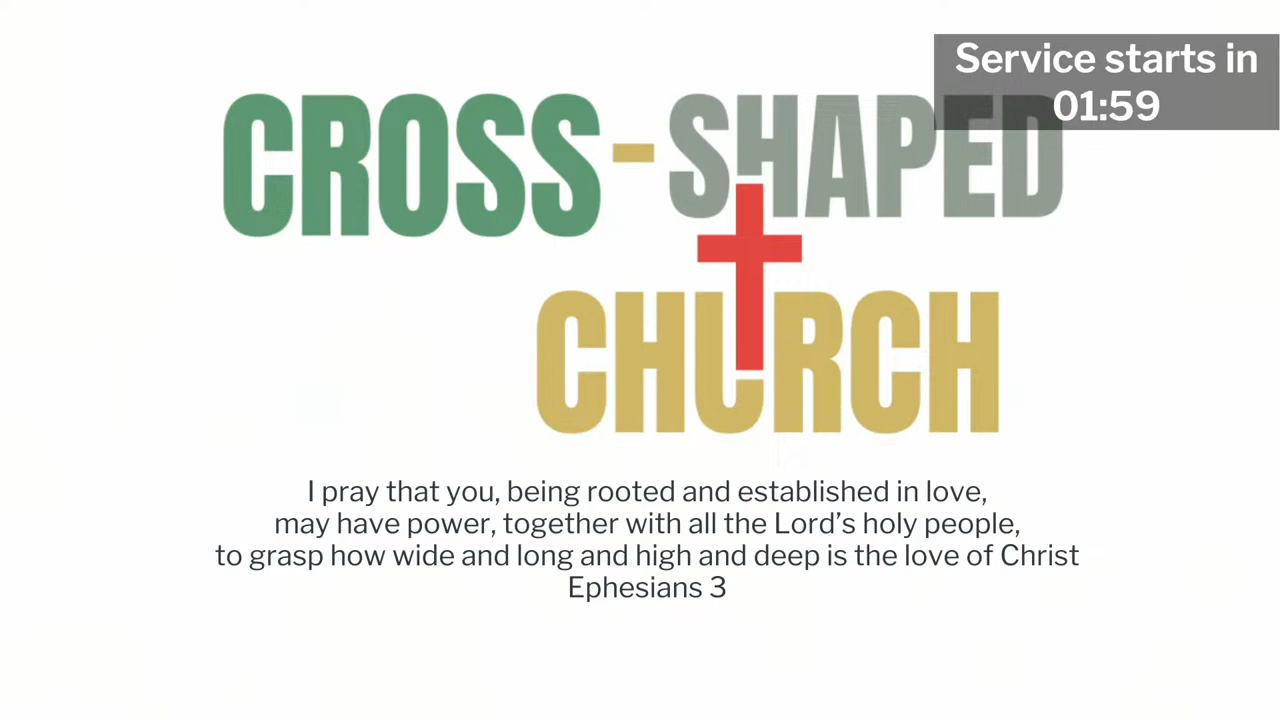 Service starts in
01:59
CROSS-SHAPED
CHURCH
I pray that you, being rooted and established in love,
may have power, together with all the Lord’s holy people,
to grasp how wide and long and high and deep is the love of Christ
Ephesians 3